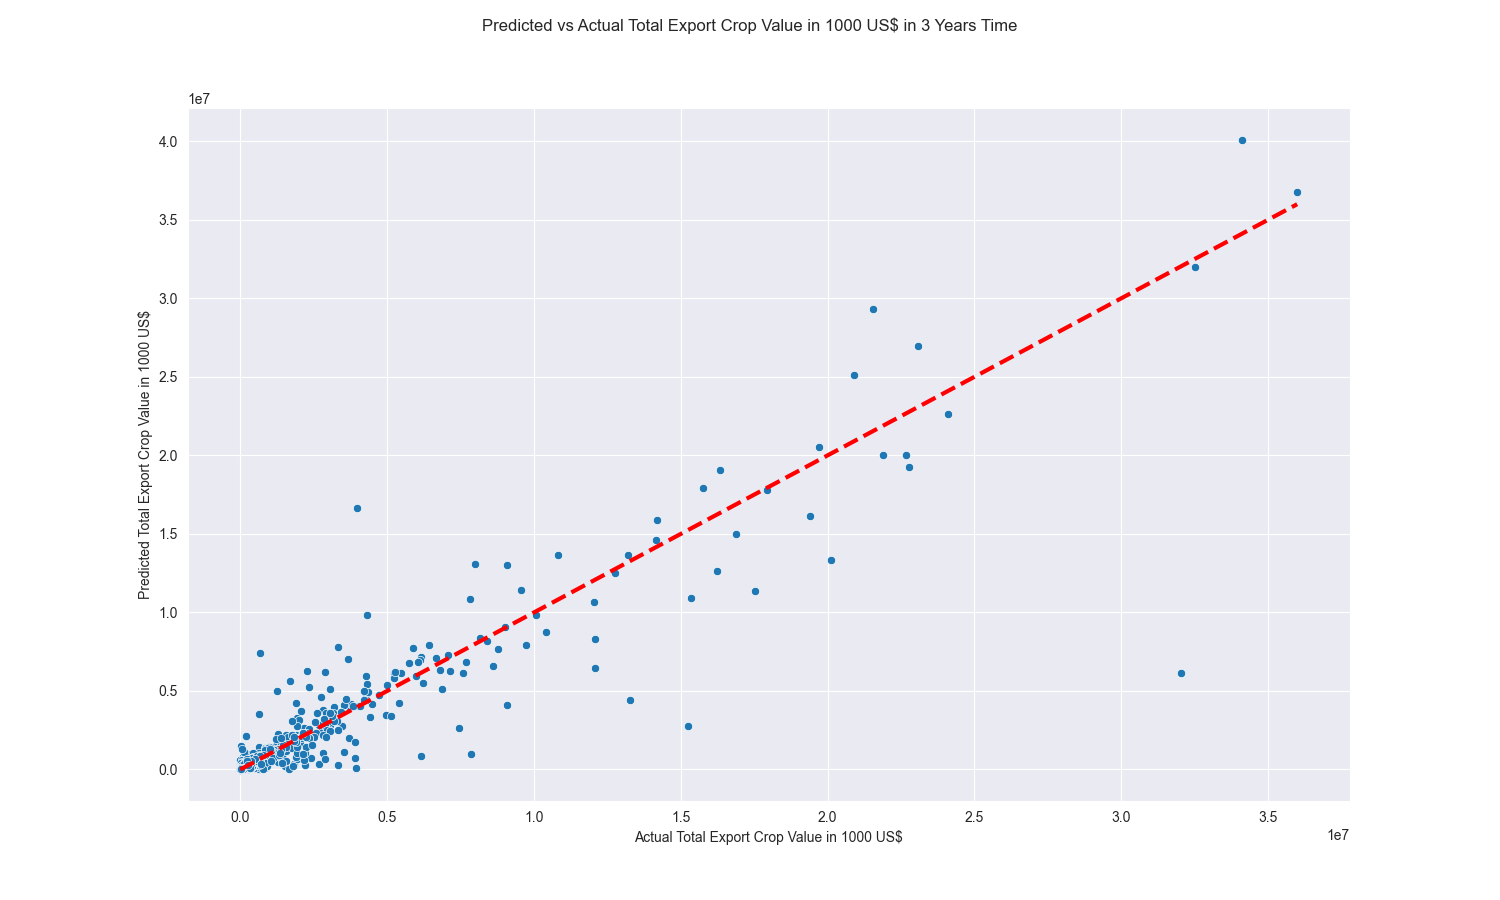 Predicted vs Actual Total Export Crop Value in 1000 US$ in 3 Years Time
1e7
4.0
3.5
3.0
2.5
2.0
1.5
1.0
0.5
0.0
Predicted Total Export Crop Value in 1000 US$
0.0 0.5 1.0 1.5 2.0 2.5 3.0 3.5
1e7
Actual Total Export Crop Value in 1000 US$